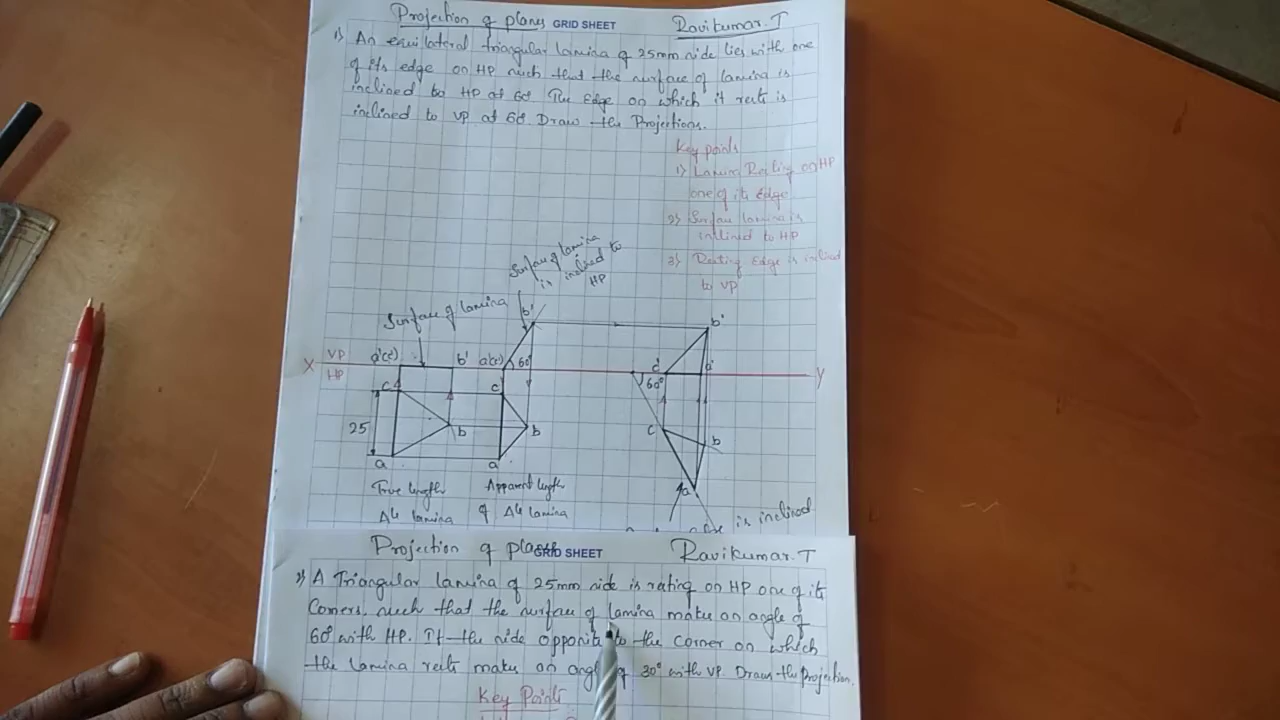 Projection of planes GRID SHEET Ravikumar.T
1) An equilateral triangular lamina of 25mm side lies with one
of its edge on HP such that the surface of lamina is
inclined to HP at 60°. The Edge on which it rests is
inclined to VP at 60°. Draw the Projections.
Key points
1) Lamina Resting on HP
one of its Edge
2) Surface lamina is
inclined to HP
3) Resting Edge is inclined
to VP
Surface of lamina
is inclined to
HP
Surface of lamina
b'
b'
X VP
HP
a'(c') b' a'(c') 60° c' a' Y
60°
c c
25 b b c b
a a a
True length Apparent length
Δle lamina of Δle lamina
is inclined
Projection of planes GRID SHEET Ravikumar.T
2) A Triangular lamina of 25mm side is resting on HP one of its
Corners, such that the surface of lamina makes an angle of
60° with HP. If the side opposite to the corner on which
the lamina rests makes an angle of 30° with VP. Draw the projection.
Key Points